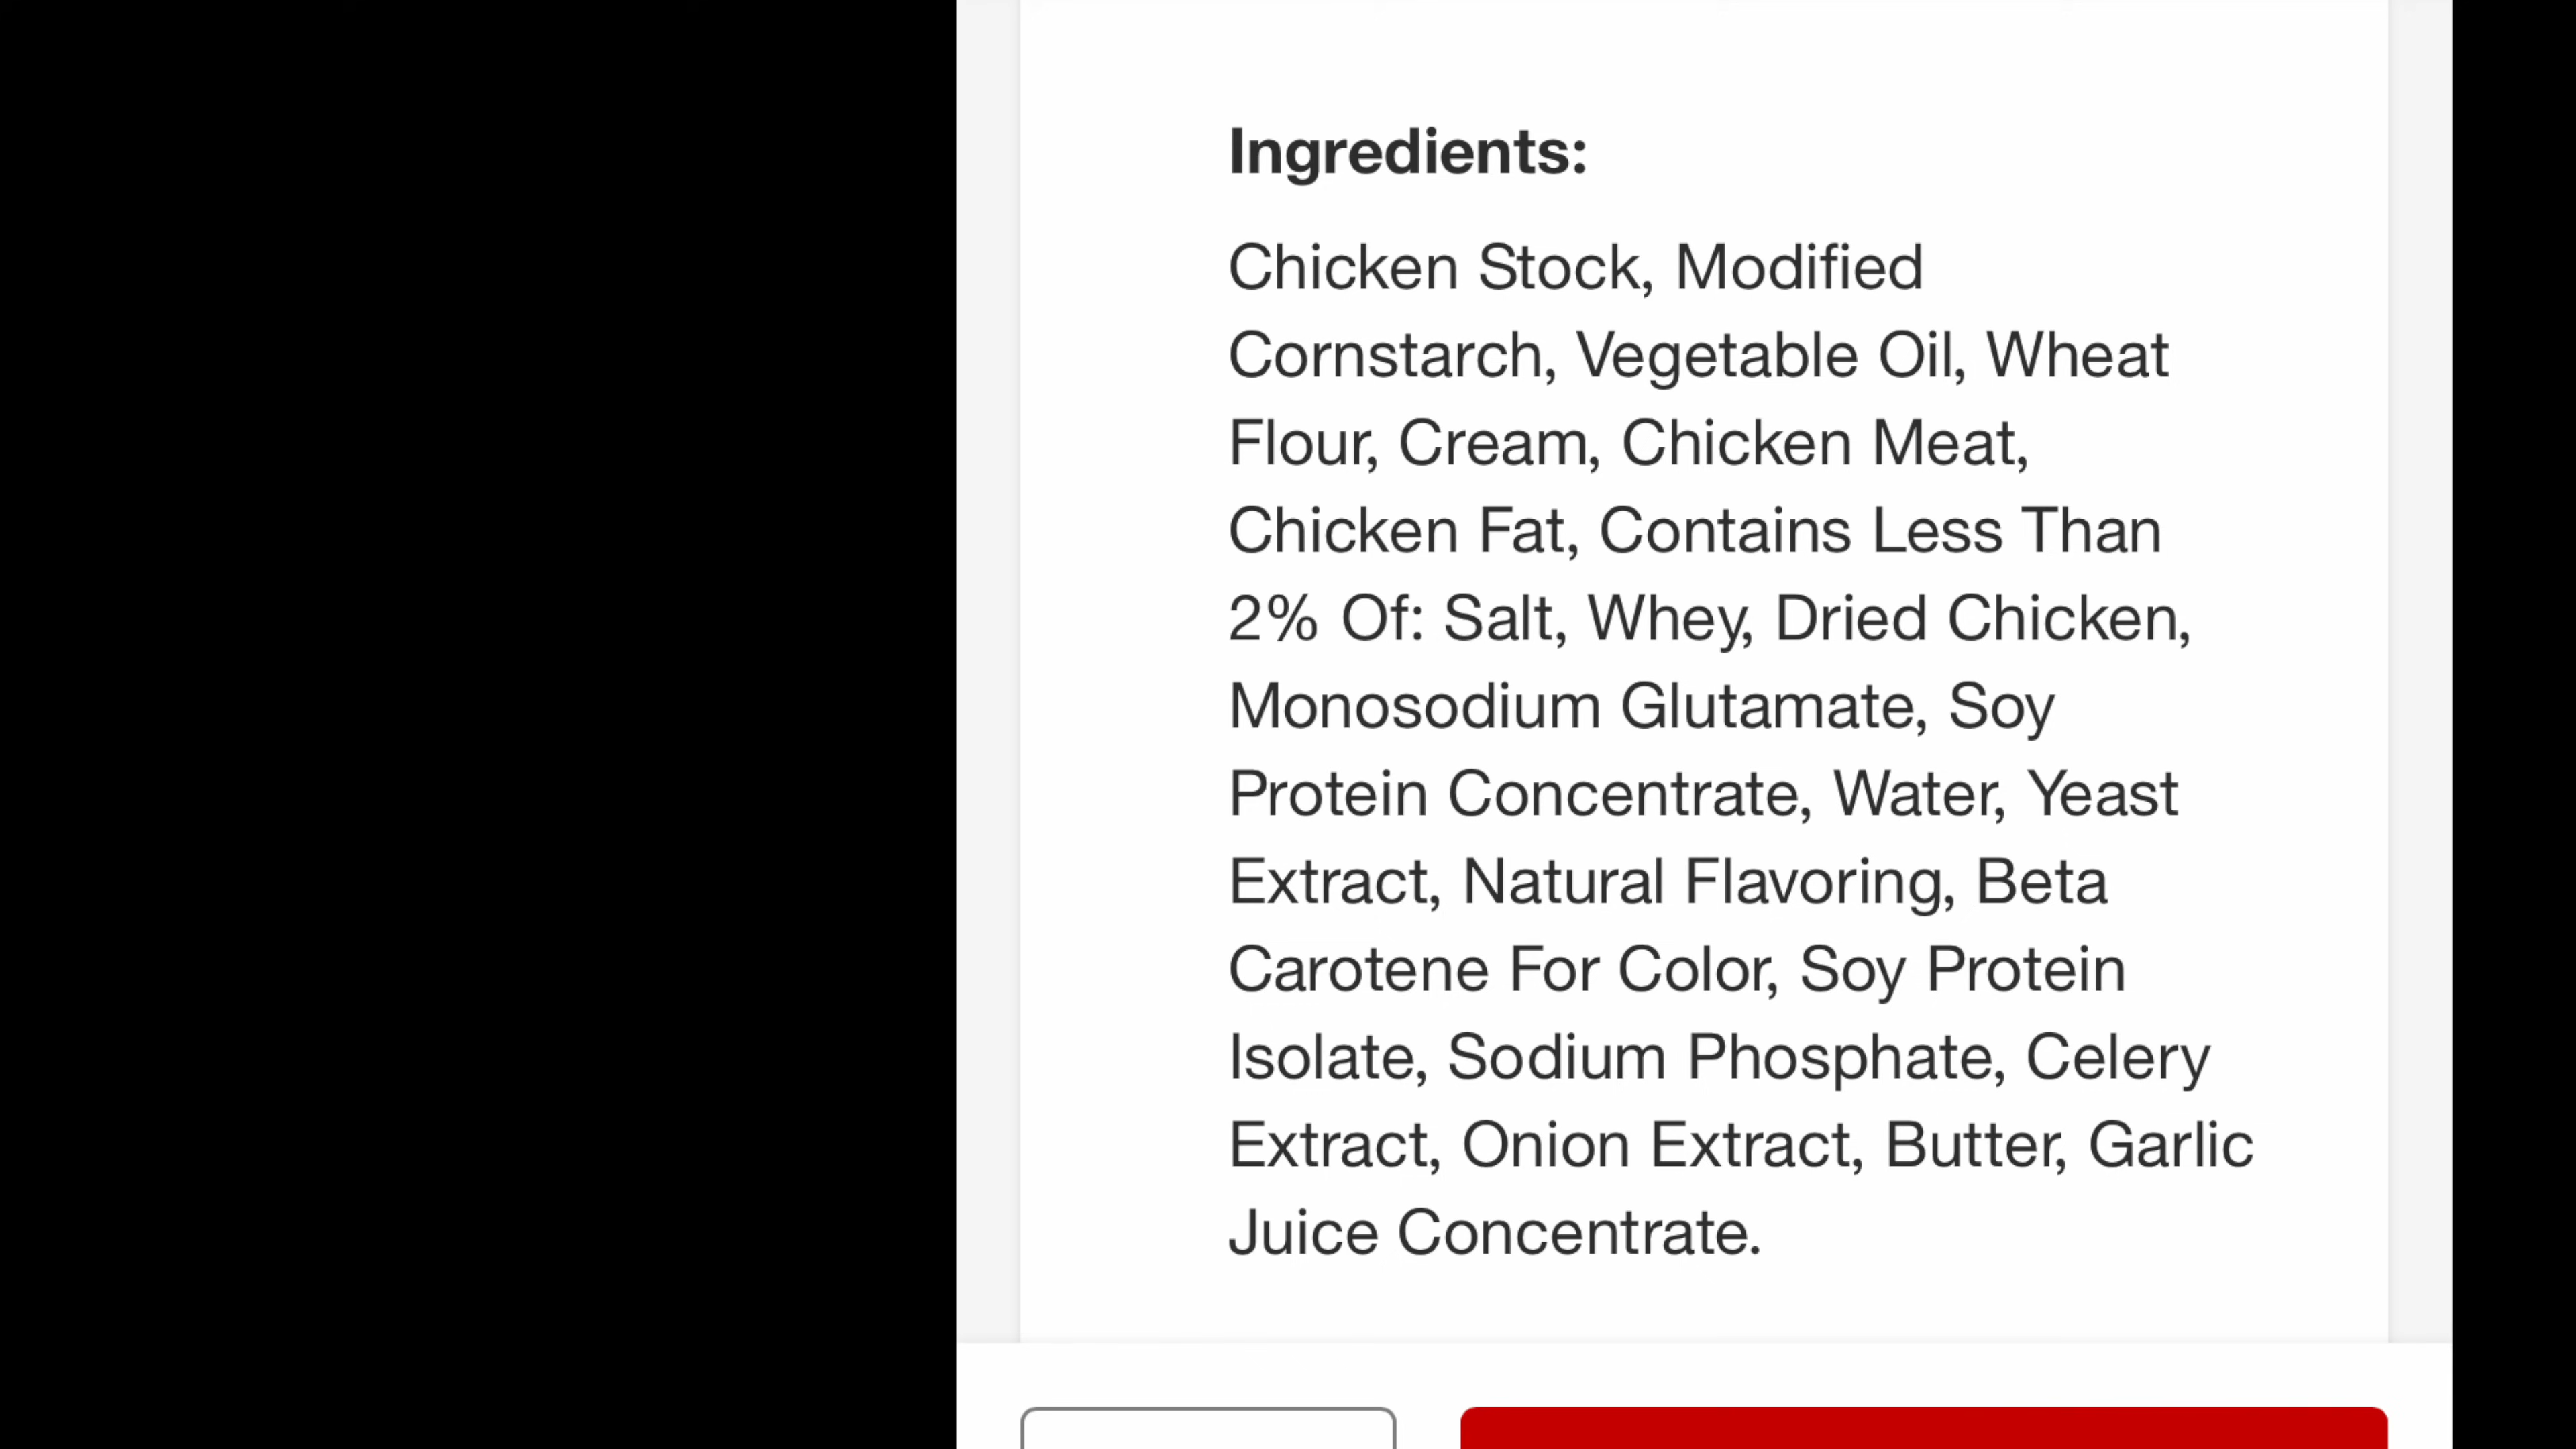 Ingredients:
Chicken Stock, Modified
Cornstarch, Vegetable Oil, Wheat
Flour, Cream, Chicken Meat,
Chicken Fat, Contains Less Than
2% Of: Salt, Whey, Dried Chicken,
Monosodium Glutamate, Soy
Protein Concentrate, Water, Yeast
Extract, Natural Flavoring, Beta
Carotene For Color, Soy Protein
Isolate, Sodium Phosphate, Celery
Extract, Onion Extract, Butter, Garlic
Juice Concentrate.